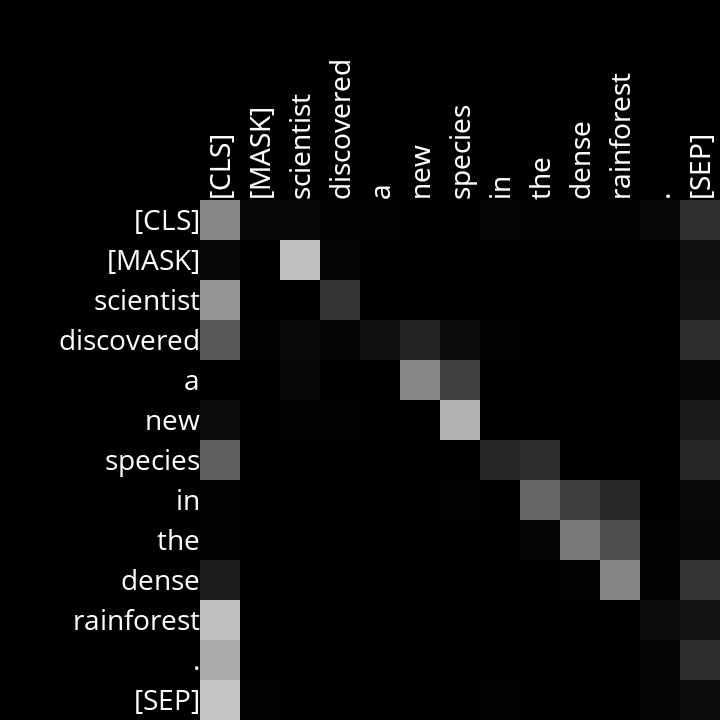 [CLS] [MASK] scientist discovered a new species in the dense rainforest . [SEP]
[CLS]
[MASK]
scientist
discovered
a
new
species
in
the
dense
rainforest
.
[SEP]